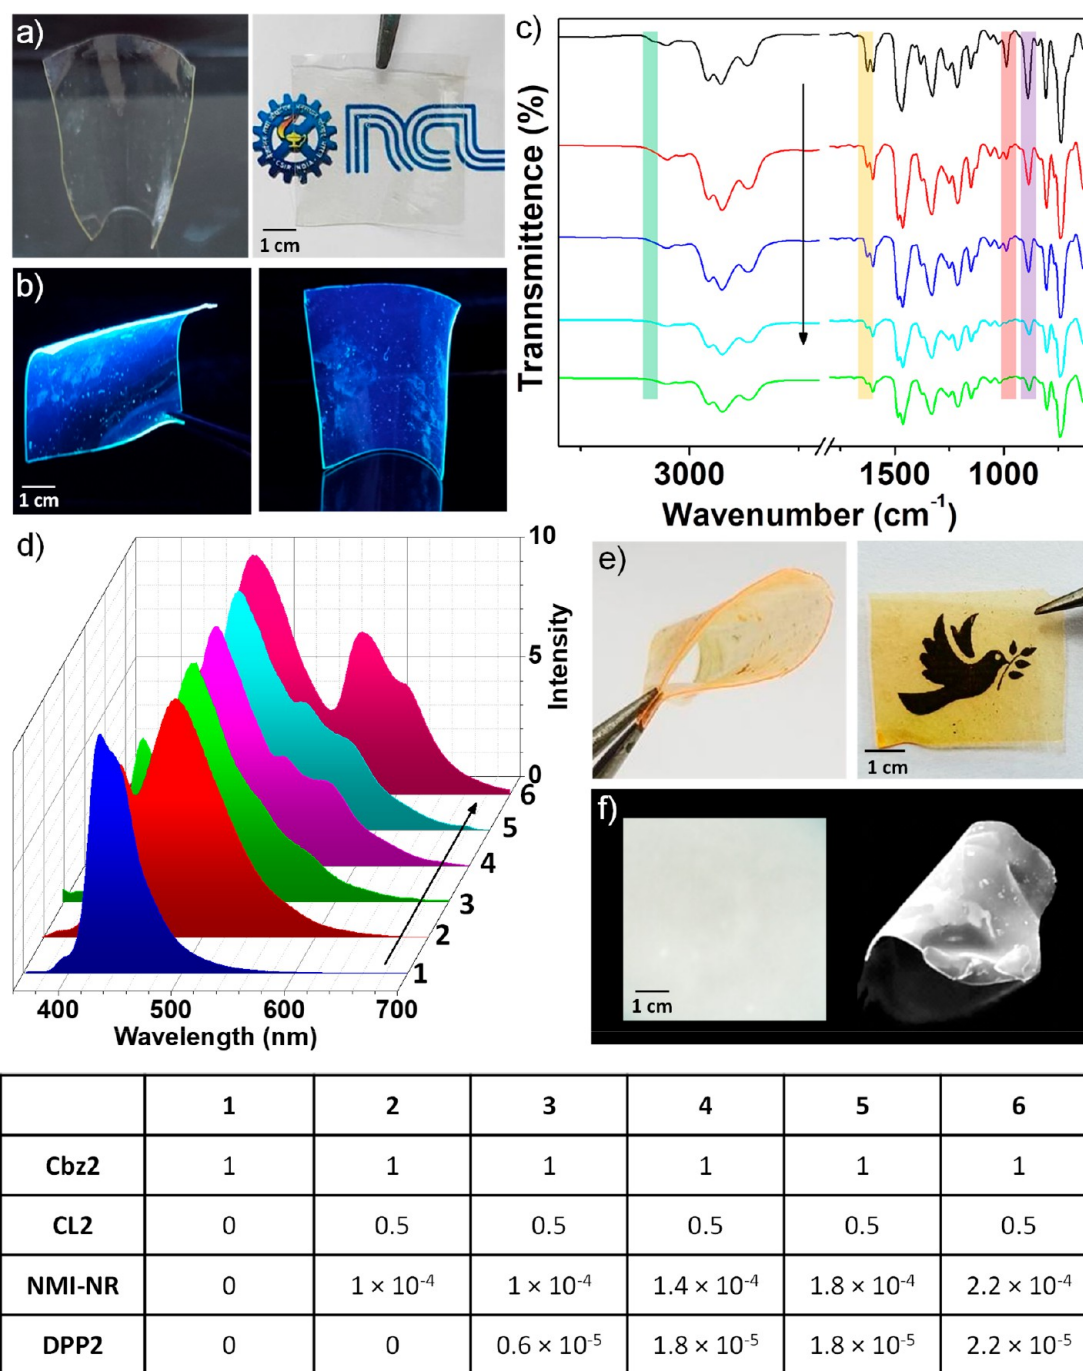 a)
CSIR INDIA
ncl
1 cm
b)
1 cm
c)
Trannsmittence (%)
3000 1500 1000
Wavenumber (cm⁻¹)
d)
10
5
0
Intensity
6
5
4
3
2
1
400 500 600 700
Wavelength (nm)
e)
1 cm
f)
1 cm
1 2 3 4 5 6
Cbz2 1 1 1 1 1 1
CL2 0 0.5 0.5 0.5 0.5 0.5
NMI-NR 0 1 × 10⁻⁴ 1 × 10⁻⁴ 1.4 × 10⁻⁴ 1.8 × 10⁻⁴ 2.2 × 10⁻⁴
DPP2 0 0 0.6 × 10⁻⁵ 1.8 × 10⁻⁵ 1.8 × 10⁻⁵ 2.2 × 10⁻⁵